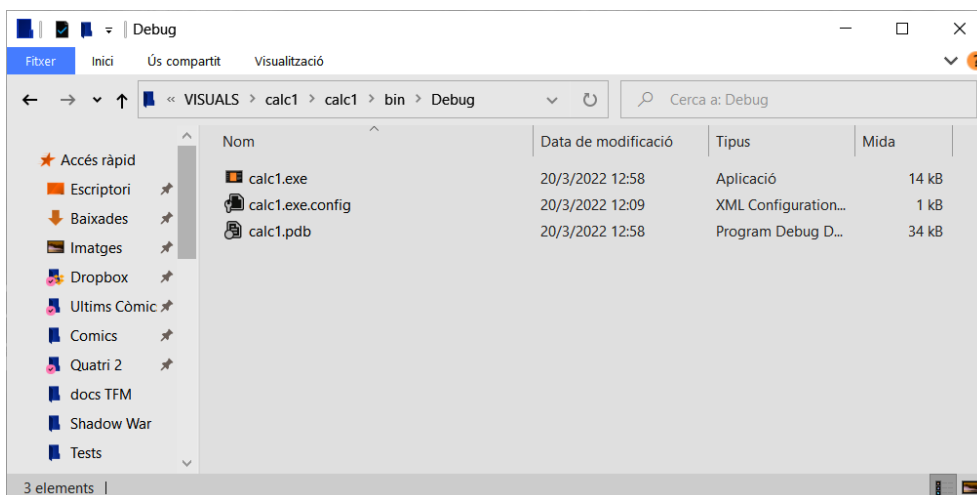 Debug
Fitxer Inici Ús compartit Visualització ?
« VISUALS > calc1 > calc1 > bin > Debug Cerca a: Debug
Nom Data de modificació Tipus Mida
Accés ràpid
Escriptori
Baixades
Imatges
Dropbox
Ultims Còmic
Comics
Quatri 2
docs TFM
Shadow War
Tests
calc1.exe 20/3/2022 12:58 Aplicació 14 kB
calc1.exe.config 20/3/2022 12:09 XML Configuration... 1 kB
calc1.pdb 20/3/2022 12:58 Program Debug D... 34 kB
3 elements